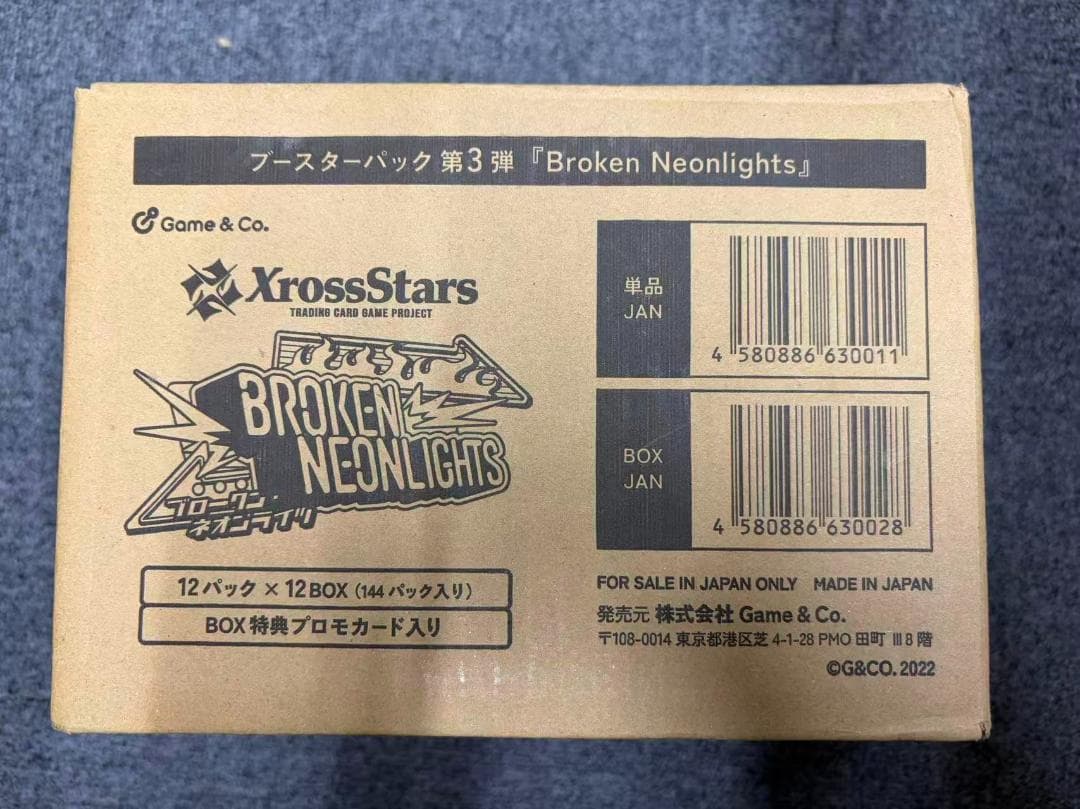 ブースターパック 第3弾『Broken Neonlights』
Game & Co.
XrossStars
TRADING CARD GAME PROJECT
BROKEN
NEONLIGHTS
ブロークン
ネオンライツ
12パック × 12BOX（144パック入り）
BOX特典プロモカード入り
単品
JAN
4 580886 630011
BOX
JAN
4 580886 630028
FOR SALE IN JAPAN ONLY MADE IN JAPAN
発売元 株式会社 Game & Co.
〒108-0014 東京都港区芝 4-1-28 PMO 田町 Ⅲ 8 階
©G&CO. 2022